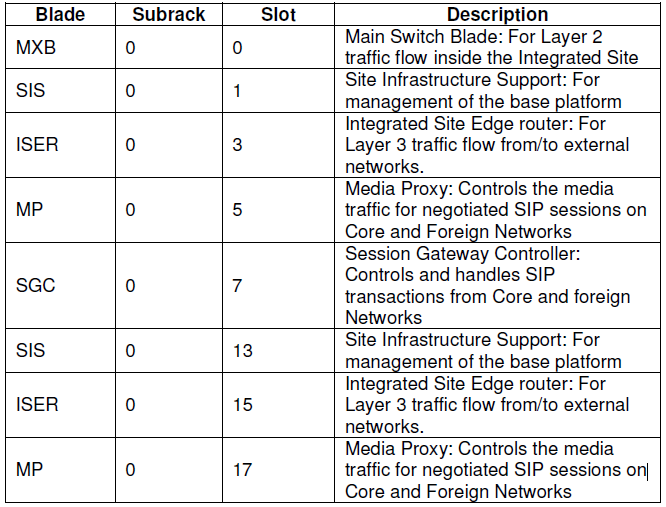 Blade Subrack Slot Description
MXB 0 0 Main Switch Blade: For Layer 2
traffic flow inside the Integrated Site
SIS 0 1 Site Infrastructure Support: For
management of the base platform
ISER 0 3 Integrated Site Edge router: For
Layer 3 traffic flow from/to external
networks.
MP 0 5 Media Proxy: Controls the media
traffic for negotiated SIP sessions on
Core and Foreign Networks
SGC 0 7 Session Gateway Controller:
Controls and handles SIP
transactions from Core and foreign
Networks
SIS 0 13 Site Infrastructure Support: For
management of the base platform
ISER 0 15 Integrated Site Edge router: For
Layer 3 traffic flow from/to external
networks.
MP 0 17 Media Proxy: Controls the media
traffic for negotiated SIP sessions on
Core and Foreign Networks